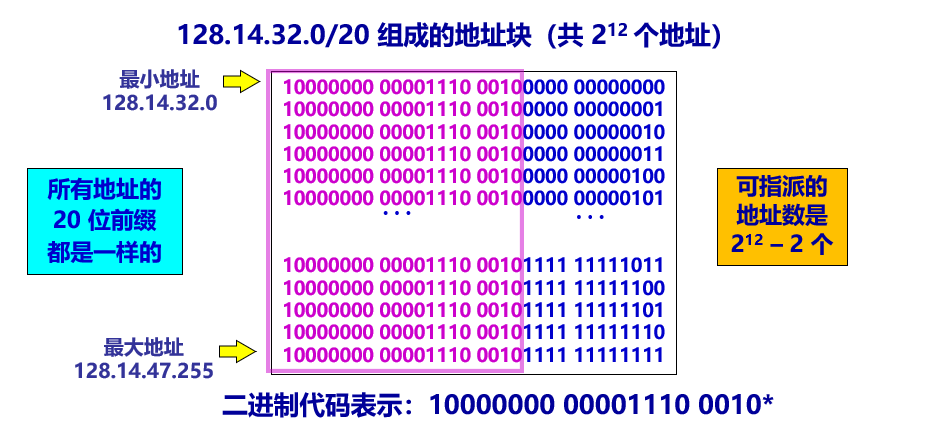 128.14.32.0/20 组成的地址块（共 2¹² 个地址）
最小地址
128.14.32.0
10000000 00001110 00100000 00000000
10000000 00001110 00100000 00000001
10000000 00001110 00100000 00000010
10000000 00001110 00100000 00000011
10000000 00001110 00100000 00000100
10000000 00001110 00100000 00000101
··· ···
10000000 00001110 00101111 11111011
10000000 00001110 00101111 11111100
10000000 00001110 00101111 11111101
10000000 00001110 00101111 11111110
10000000 00001110 00101111 11111111
所有地址的
20 位前缀
都是一样的
可指派的
地址数是
2¹² – 2 个
最大地址
128.14.47.255
二进制代码表示：10000000 00001110 0010*